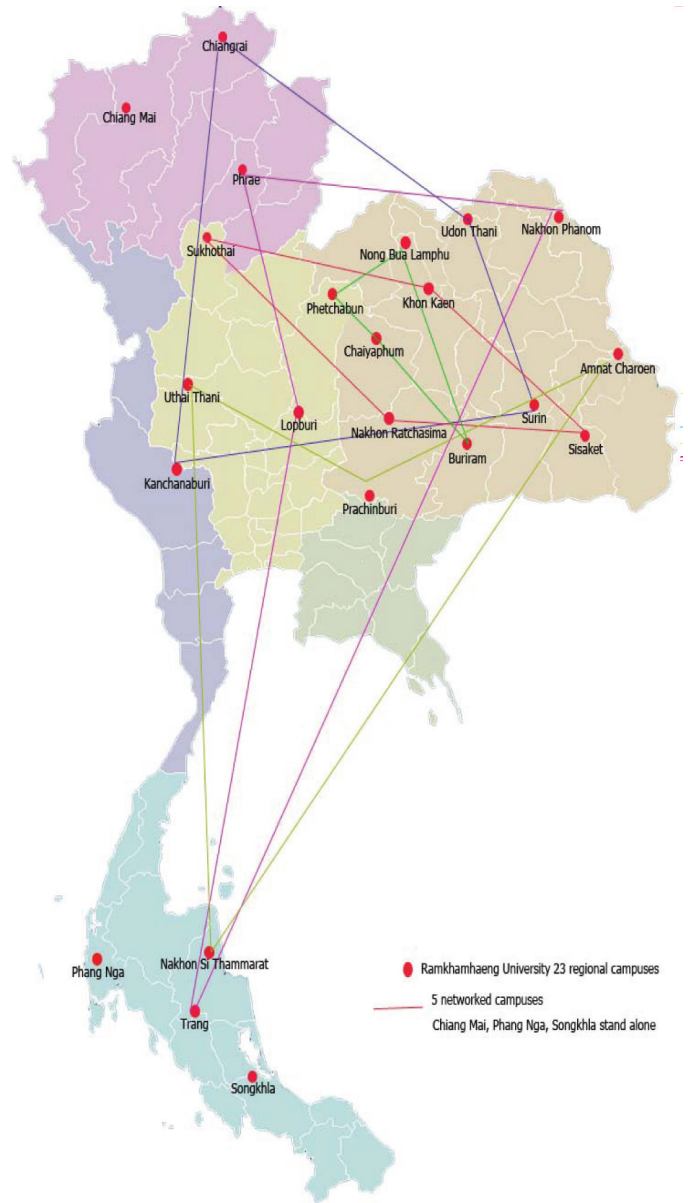 Chiangrai
Chiang Mai
Phrae
Udon Thani
Nakhon Phanom
Sukhothai
Nong Bua Lamphu
Khon Kaen
Phetchabun
Chaiyaphum
Amnat Charoen
Uthai Thani
Lopburi
Nakhon Ratchasima
Surin
Sisaket
Buriram
Kanchanaburi
Prachinburi
Nakhon Si Thammarat
Phang Nga
Ramkhamhaeng University 23 regional campuses
5 networked campuses
Trang
Chiang Mai, Phang Nga, Songkhla stand alone
Songkhla